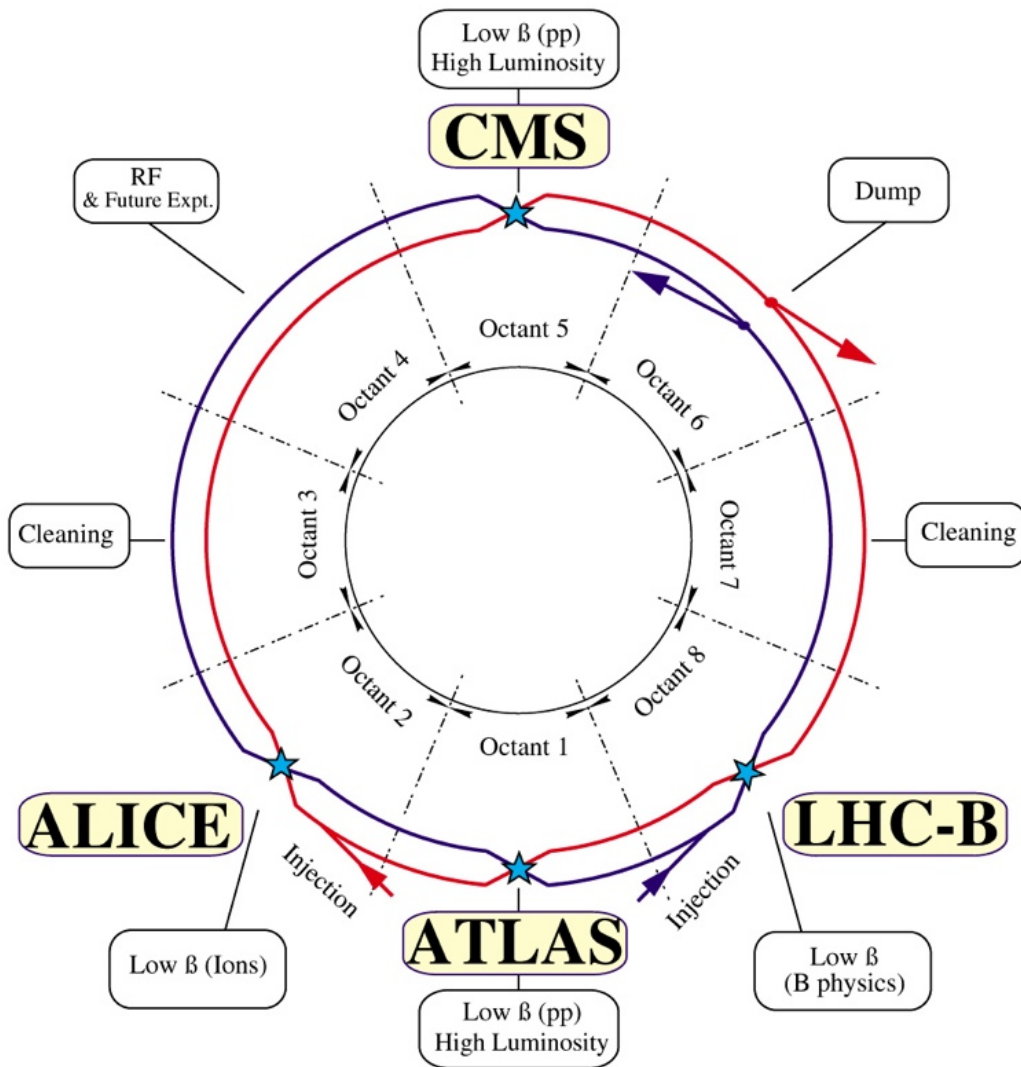 Low ß (pp)
High Luminosity
CMS
RF
& Future Expt.
Dump
Octant 5
Octant 4
Octant 6
Cleaning
Octant 3
Octant 7
Cleaning
Octant 2
Octant 8
Octant 1
ALICE
LHC-B
Injection
Injection
ATLAS
Low ß (Ions)
Low ß
(B physics)
Low ß (pp)
High Luminosity